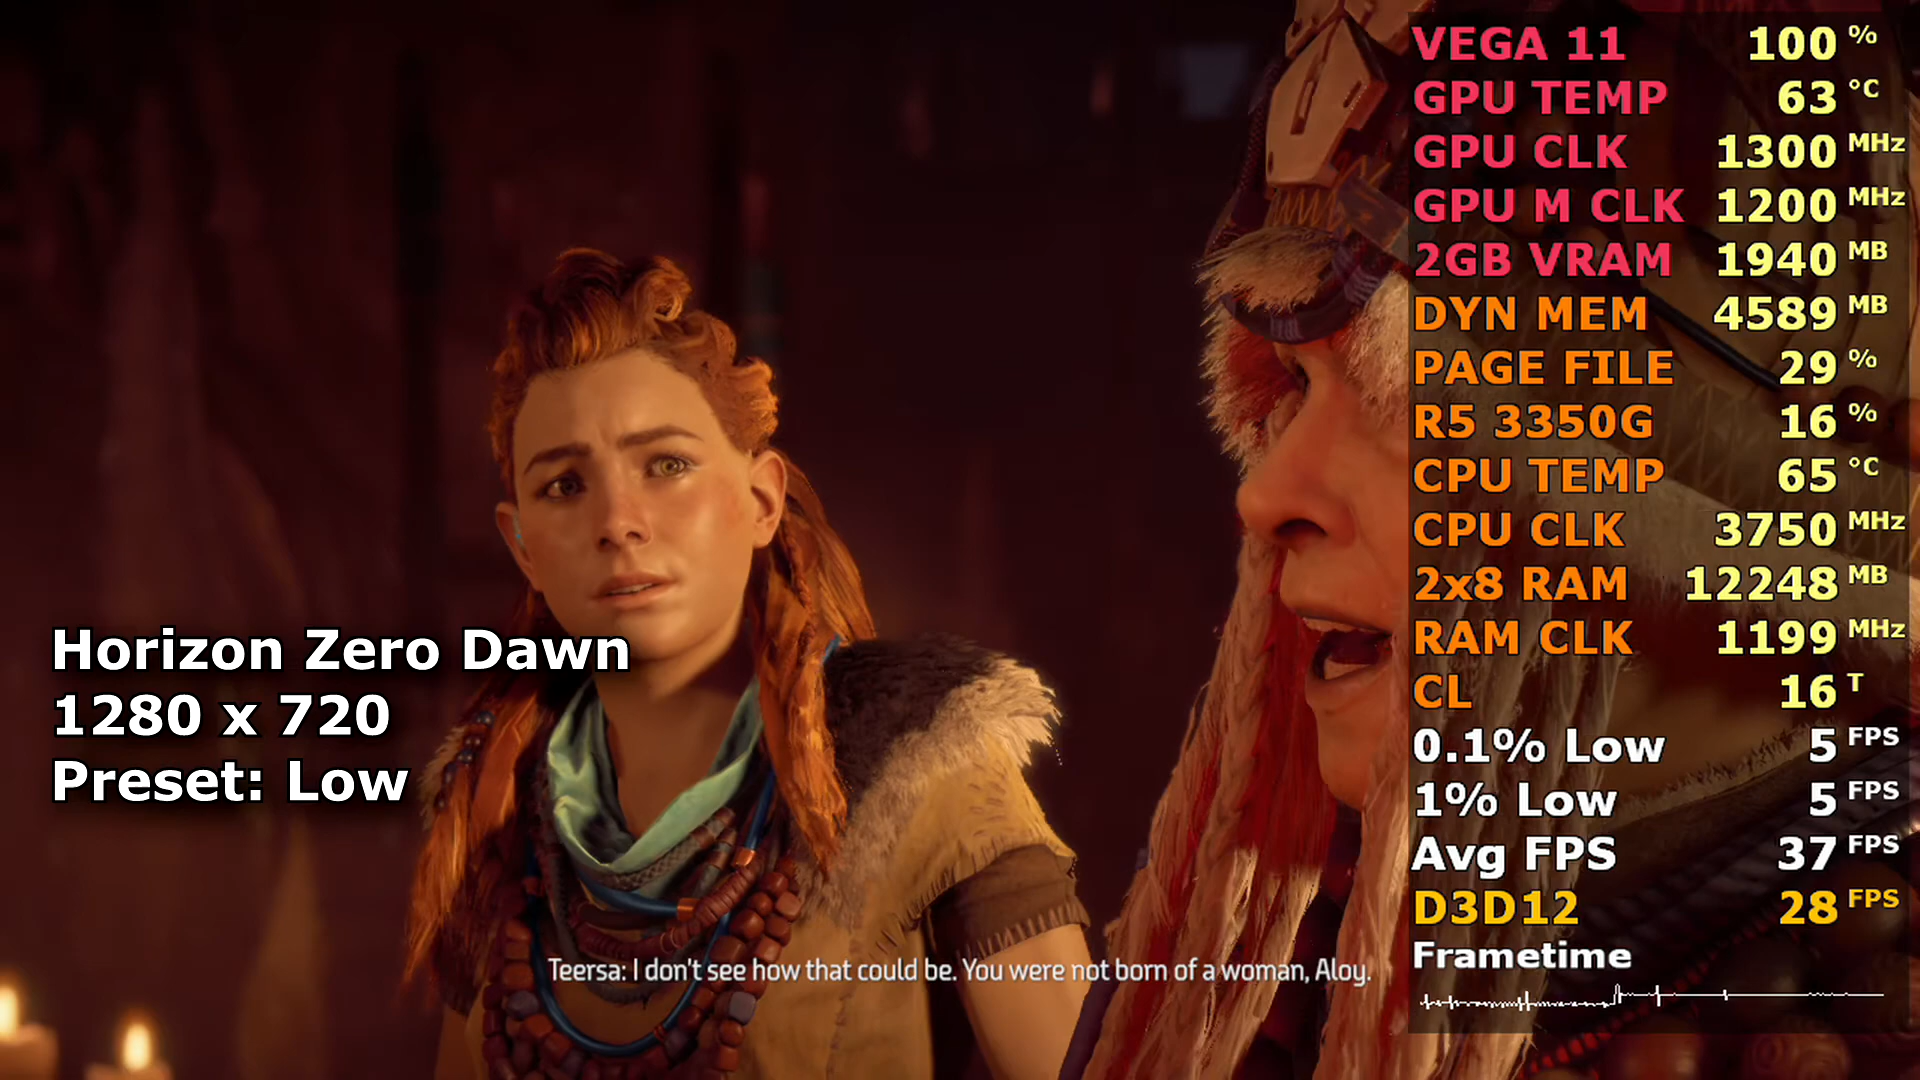 Horizon Zero Dawn
1280 x 720
Preset: Low
Teersa: I don't see how that could be. You were not born of a woman, Aloy.
VEGA 11 100 %
GPU TEMP 63 °C
GPU CLK 1300 MHz
GPU M CLK 1200 MHz
2GB VRAM 1940 MB
DYN MEM 4589 MB
PAGE FILE 29 %
R5 3350G 16 %
CPU TEMP 65 °C
CPU CLK 3750 MHz
2x8 RAM 12248 MB
RAM CLK 1199 MHz
CL 16 T
0.1% Low 5 FPS
1% Low 5 FPS
Avg FPS 37 FPS
D3D12 28 FPS
Frametime